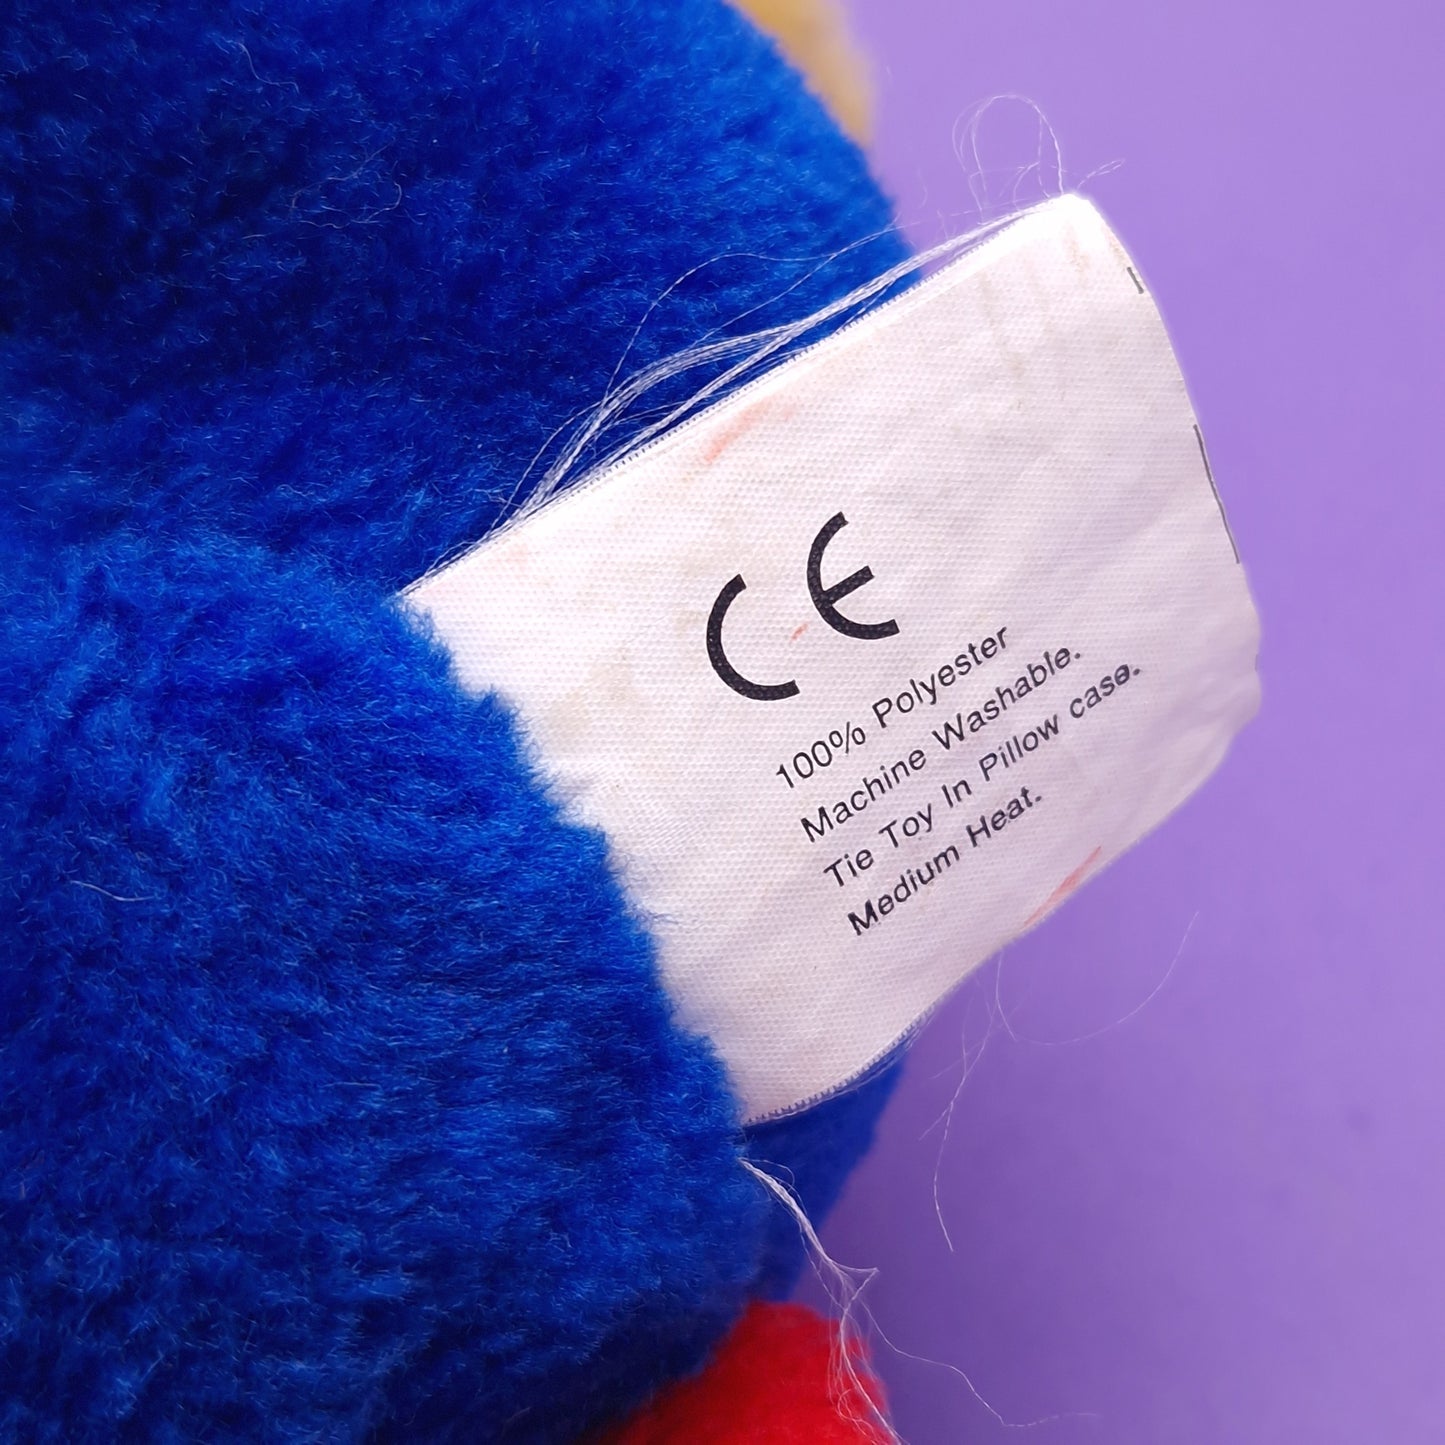 CE
100% Polyester
Machine Washable.
Tie Toy In Pillow case.
Medium Heat.